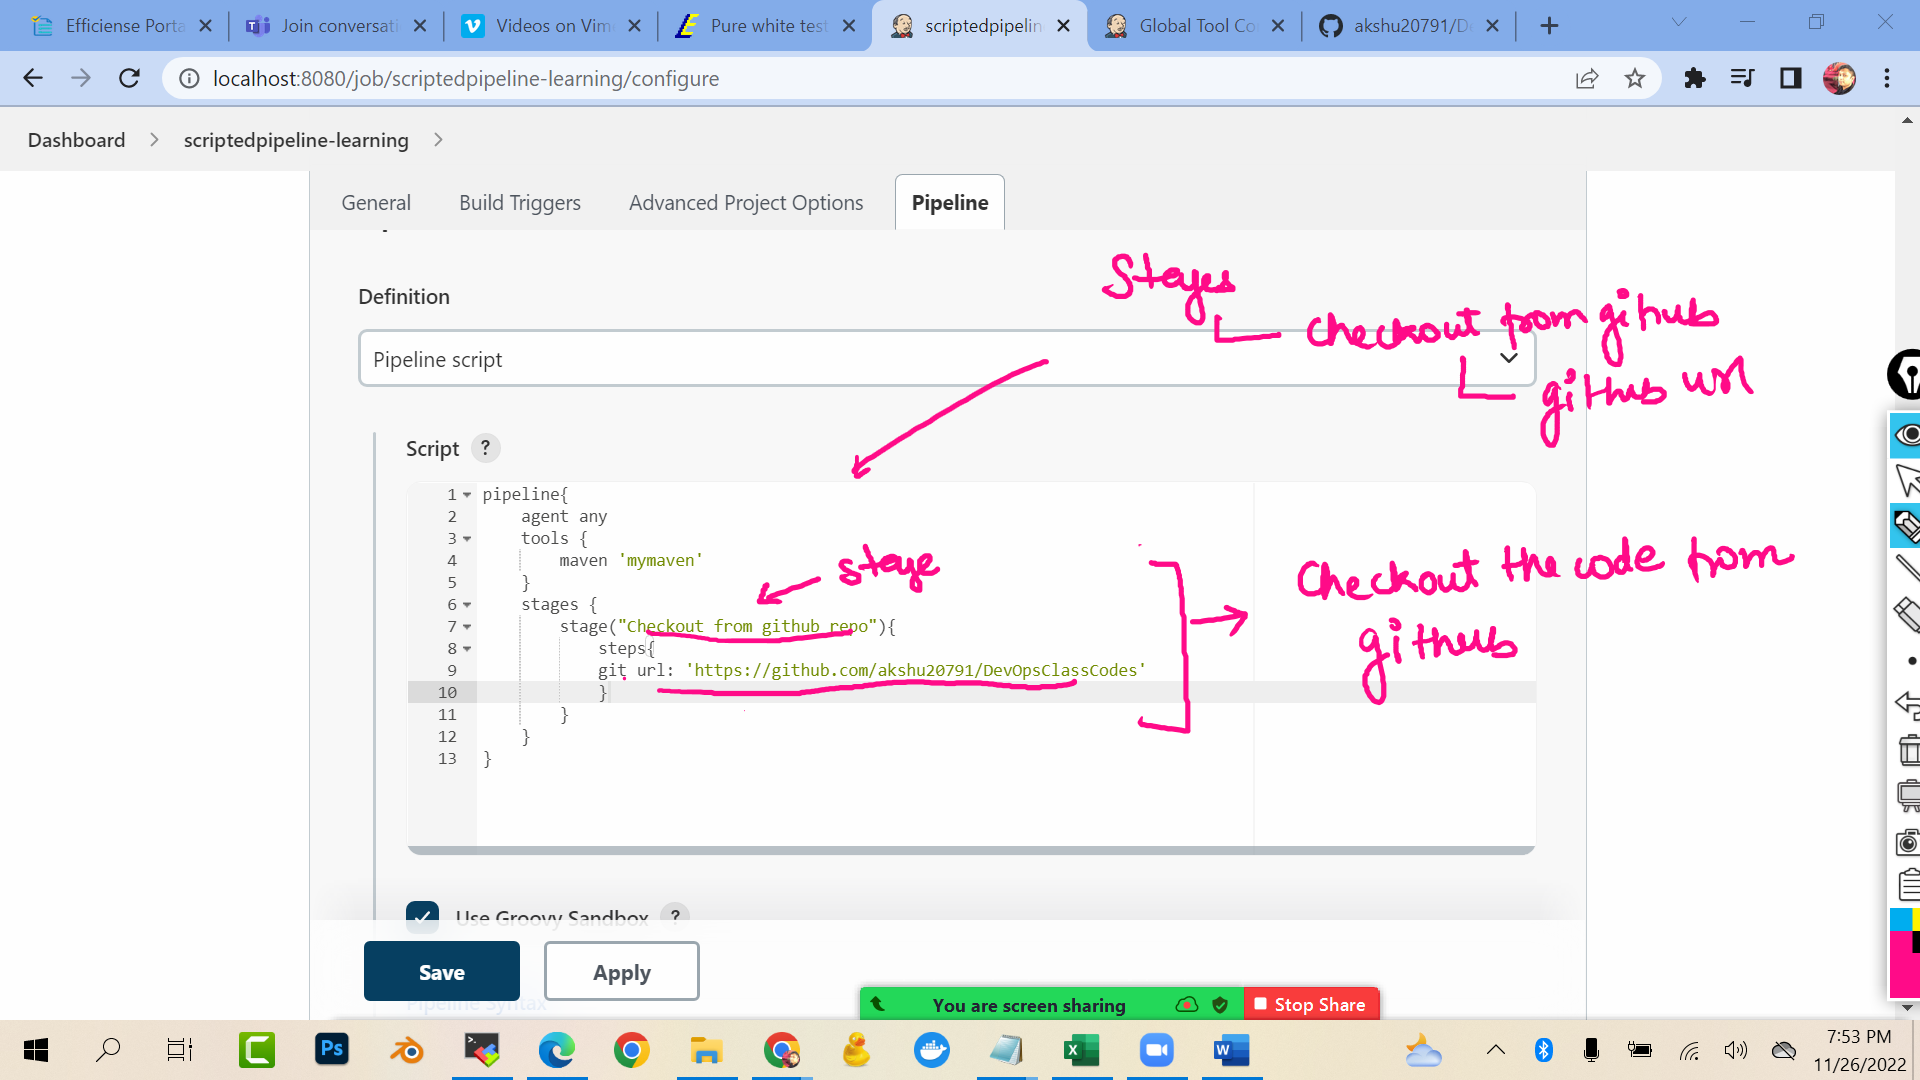 Efficiense Porta
Join conversati
Videos on Vim
Pure white test
scriptedpipelin
Global Tool Co
akshu20791/De
localhost:8080/job/scriptedpipeline-learning/configure
Dashboard
scriptedpipeline-learning
General
Build Triggers
Advanced Project Options
Pipeline
Stages
checkout from gihub
github url
Definition
Pipeline script
Script ?
1 pipeline{
2 agent any
3 tools {
4 maven 'mymaven'
5 }
6 stages {
7 stage("Checkout from github repo"){
8 steps{
9 git url: 'https://github.com/akshu20791/DevOpsClassCodes'
10 }
11 }
12 }
13 }
stage
Checkout the code from
github
Use Groovy Sandbox ?
Save
Apply
Pipeline Syntax
You are screen sharing
Stop Share
Ps
X
W
7:53 PM
11/26/2022